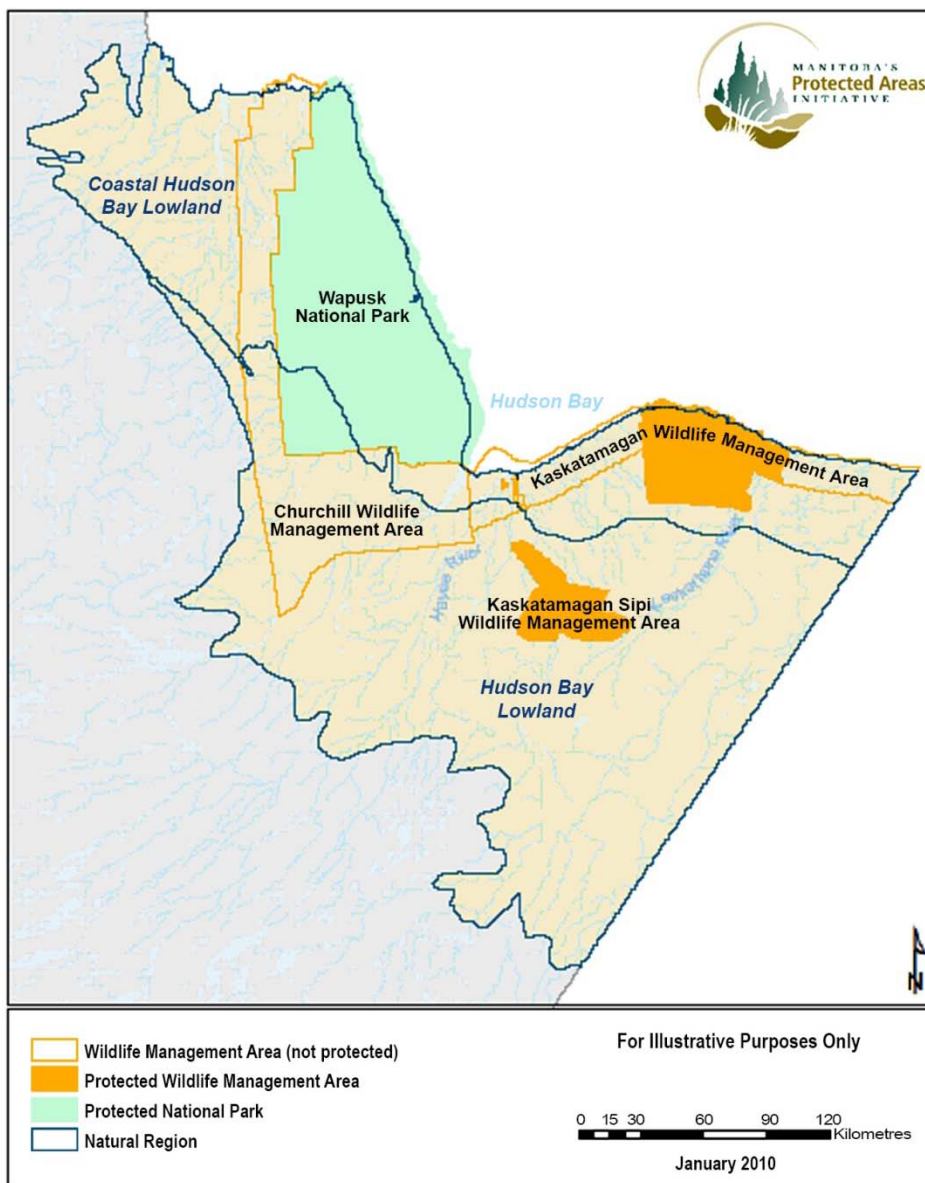 MANITOBA'S
Protected Areas
INITIATIVE
Coastal Hudson
Bay Lowland
Wapusk
National Park
Hudson Bay
Kaskatamagan Wildlife Management Area
Churchill Wildlife
Management Area
Hayes River
Kaskatamagan Sipi
Wildlife Management Area
Hudson Bay
Lowland
N
Wildlife Management Area (not protected)
Protected Wildlife Management Area
Protected National Park
Natural Region
For Illustrative Purposes Only
0 15 30 60 90 120
Kilometres
January 2010